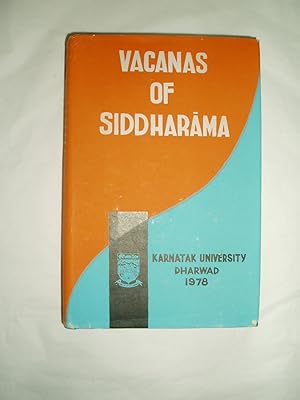 VACANAS
OF
SIDDHARĀMA
KARNATAK UNIVERSITY
DHARWAD
1978